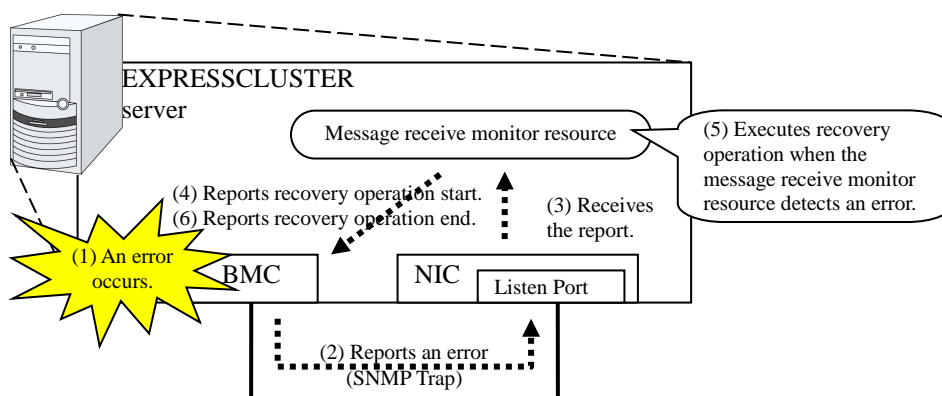 EXPRESSCLUSTER
server
Message receive monitor resource
(5) Executes recovery
operation when the
message receive monitor
resource detects an error.
(4) Reports recovery operation start.
(6) Reports recovery operation end.
(3) Receives
the report.
(1) An error
occurs.
BMC
NIC
Listen Port
(2) Reports an error
(SNMP Trap)